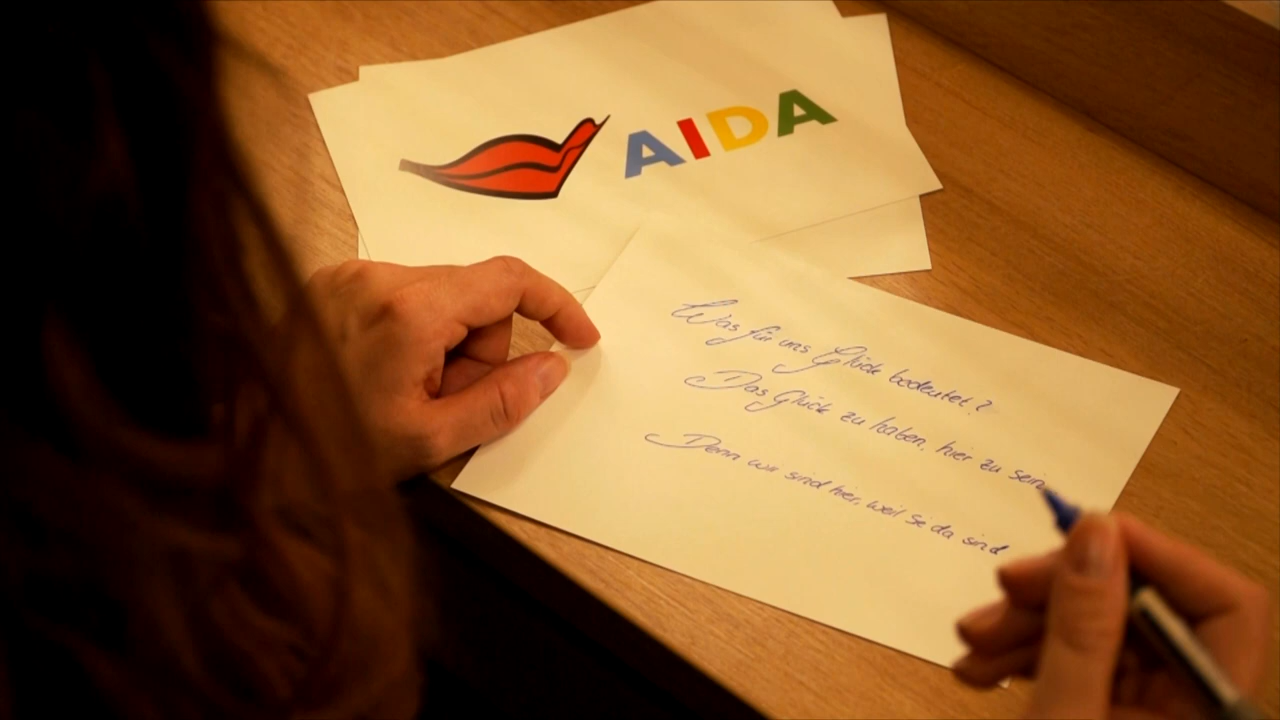 AIDA
Was für uns Glück bedeutet?
Das Glück zu haben, hier zu sein
Denn wir sind hier, weil Sie da sind